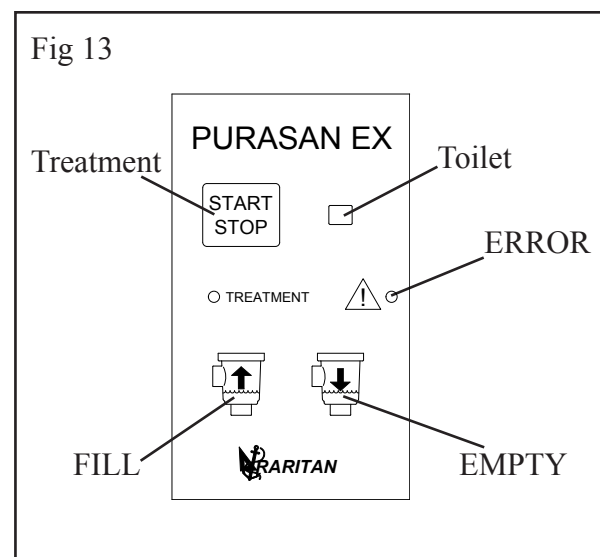 Fig 13
PURASAN EX
Treatment
Toilet
START
STOP
ERROR
TREATMENT
!
FILL
EMPTY
RARITAN